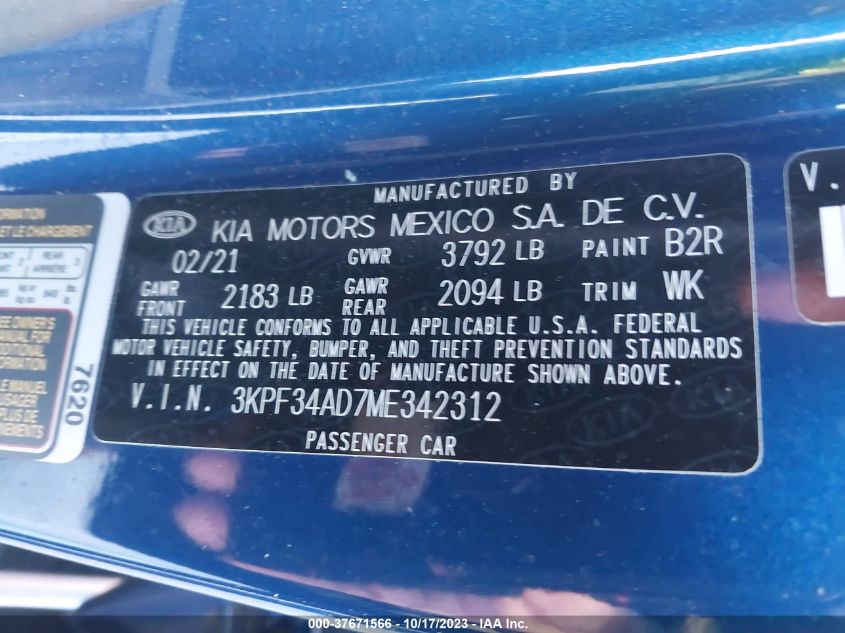 MANUFACTURED BY
KIA KIA MOTORS MEXICO S.A. DE C.V.
02/21 GVWR 3792 LB PAINT B2R
GAWR FRONT 2183 LB GAWR REAR 2094 LB TRIM WK
THIS VEHICLE CONFORMS TO ALL APPLICABLE U.S.A. FEDERAL
MOTOR VEHICLE SAFETY, BUMPER, AND THEFT PREVENTION STANDARDS
IN EFFECT ON THE DATE OF MANUFACTURE SHOWN ABOVE.
V.I.N. 3KPF34AD7ME342312
PASSENGER CAR
7620
V.
000-37671566 - 10/17/2023 - IAA Inc.